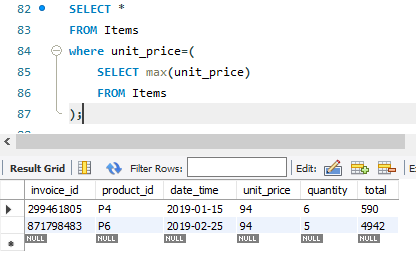 82 SELECT *
83 FROM Items
84 where unit_price=(
85 SELECT max(unit_price)
86 FROM Items
87 );
Result Grid Filter Rows: Edit:
invoice_id product_id date_time unit_price quantity total
299461805 P4 2019-01-15 94 6 590
871798483 P6 2019-02-25 94 5 4942
NULL NULL NULL NULL NULL NULL